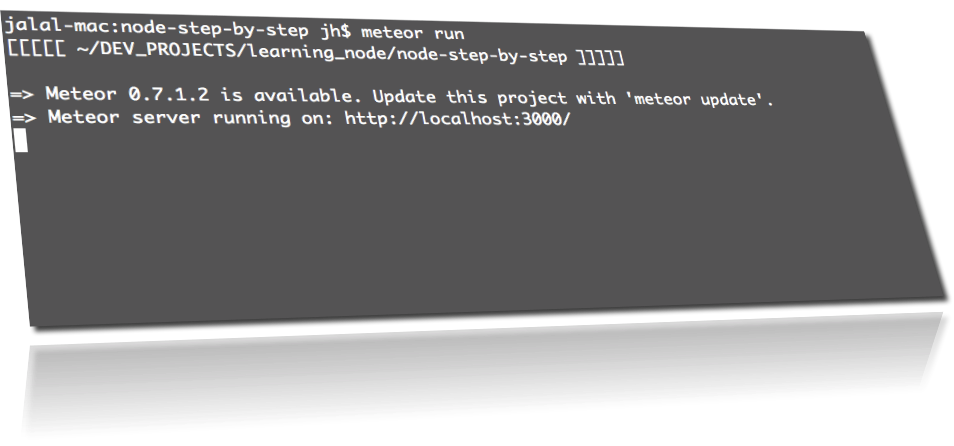 jalal-mac:node-step-by-step jh$ meteor run
[[[[[ ~/DEV_PROJECTS/learning_node/node-step-by-step ]]]]]
=> Meteor 0.7.1.2 is available. Update this project with 'meteor update'.
=> Meteor server running on: http://localhost:3000/